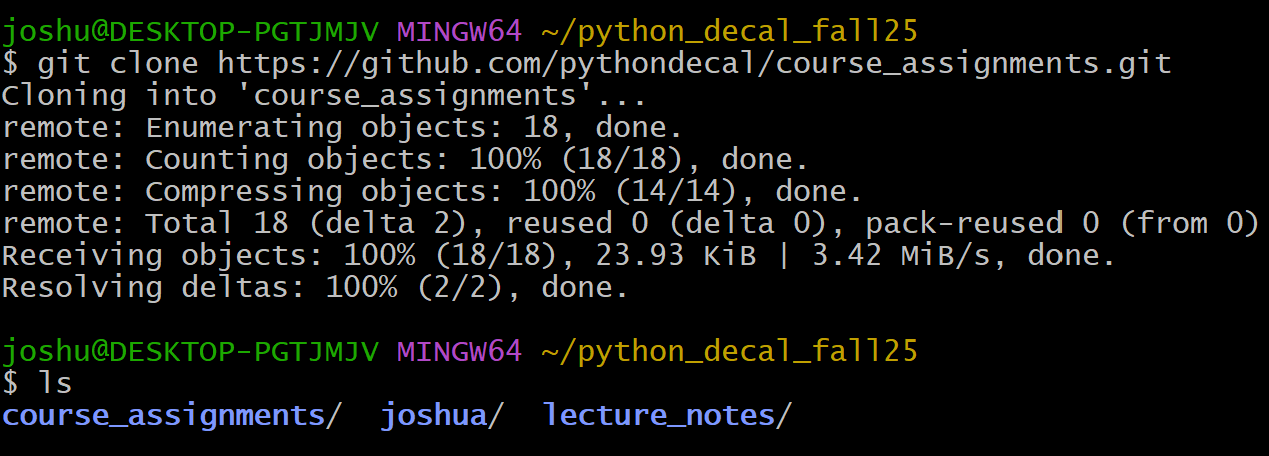 joshu@DESKTOP-PGTJMJV MINGW64 ~/python_decal_fall25
$ git clone https://github.com/pythondecal/course_assignments.git
Cloning into 'course_assignments'...
remote: Enumerating objects: 18, done.
remote: Counting objects: 100% (18/18), done.
remote: Compressing objects: 100% (14/14), done.
remote: Total 18 (delta 2), reused 0 (delta 0), pack-reused 0 (from 0)
Receiving objects: 100% (18/18), 23.93 KiB | 3.42 MiB/s, done.
Resolving deltas: 100% (2/2), done.
joshu@DESKTOP-PGTJMJV MINGW64 ~/python_decal_fall25
$ ls
course_assignments/  joshua/  lecture_notes/